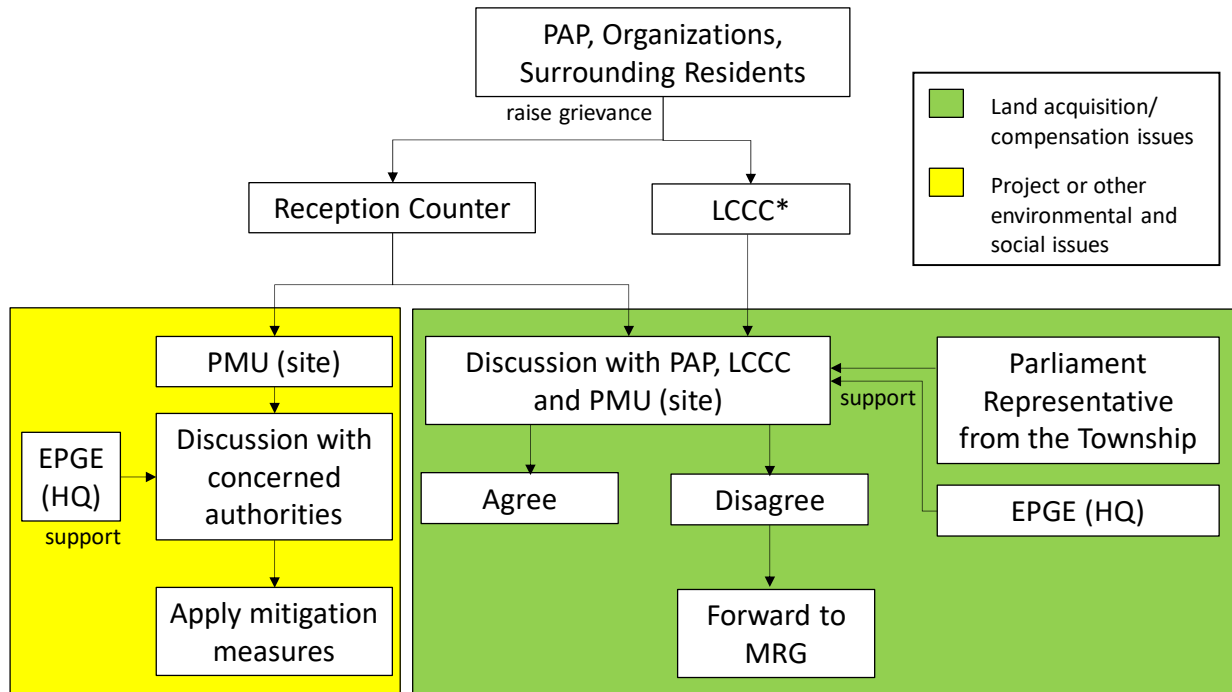 PAP, Organizations,
Surrounding Residents
raise grievance
Land acquisition/
compensation issues
Project or other
environmental and
social issues
Reception Counter
LCCC*
PMU (site)
Discussion with
concerned
authorities
EPGE
(HQ)
support
Apply mitigation
measures
Discussion with PAP, LCCC
and PMU (site)
support
Parliament
Representative
from the Township
EPGE (HQ)
Agree
Disagree
Forward to
MRG